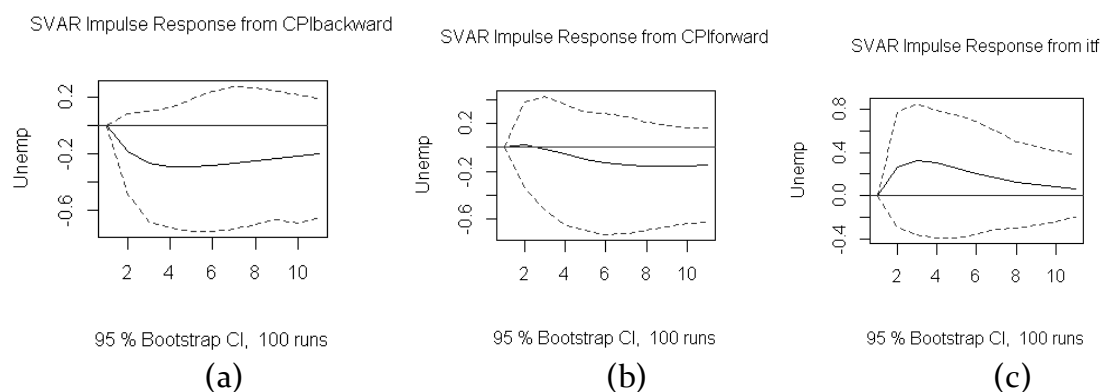 SVAR Impulse Response from CPIbackward
Unemp
0.2
-0.2
-0.6
2 4 6 8 10
95 % Bootstrap CI, 100 runs
(a)
SVAR Impulse Response from CPIforward
Unemp
0.2
-0.2
-0.6
2 4 6 8 10
95 % Bootstrap CI, 100 runs
(b)
SVAR Impulse Response from itf
Unemp
0.8
0.4
0.0
-0.4
2 4 6 8 10
95 % Bootstrap CI, 100 runs
(c)